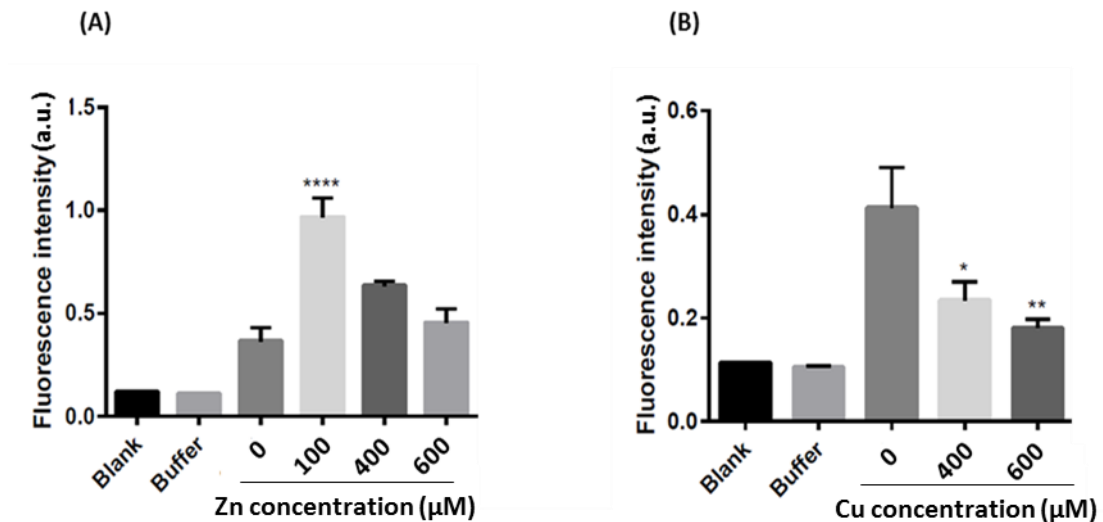 (A)
Fluorescence intensity (a.u.)
1.5
1.0
0.5
0.0
****
Blank
Buffer
0
100
400
600
Zn concentration (µM)
(B)
Fluorescence intensity (a.u.)
0.6
0.4
0.2
0.0
*
**
Blank
Buffer
0
400
600
Cu concentration (µM)